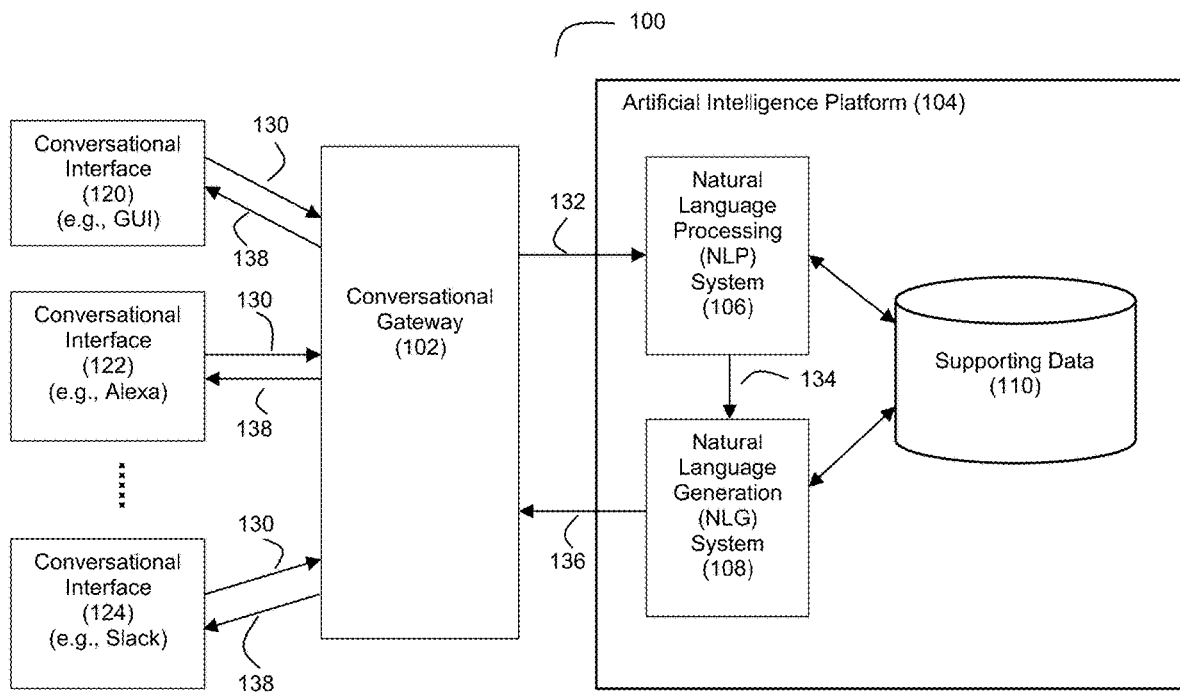 100
Artificial Intelligence Platform (104)
Conversational
Interface
(120)
(e.g., GUI)
130
138
Conversational
Interface
(122)
(e.g., Alexa)
130
138
Conversational
Interface
(124)
(e.g., Slack)
130
138
Conversational
Gateway
(102)
132
Natural
Language
Processing
(NLP)
System
(106)
134
Natural
Language
Generation
(NLG)
System
(108)
136
Supporting Data
(110)